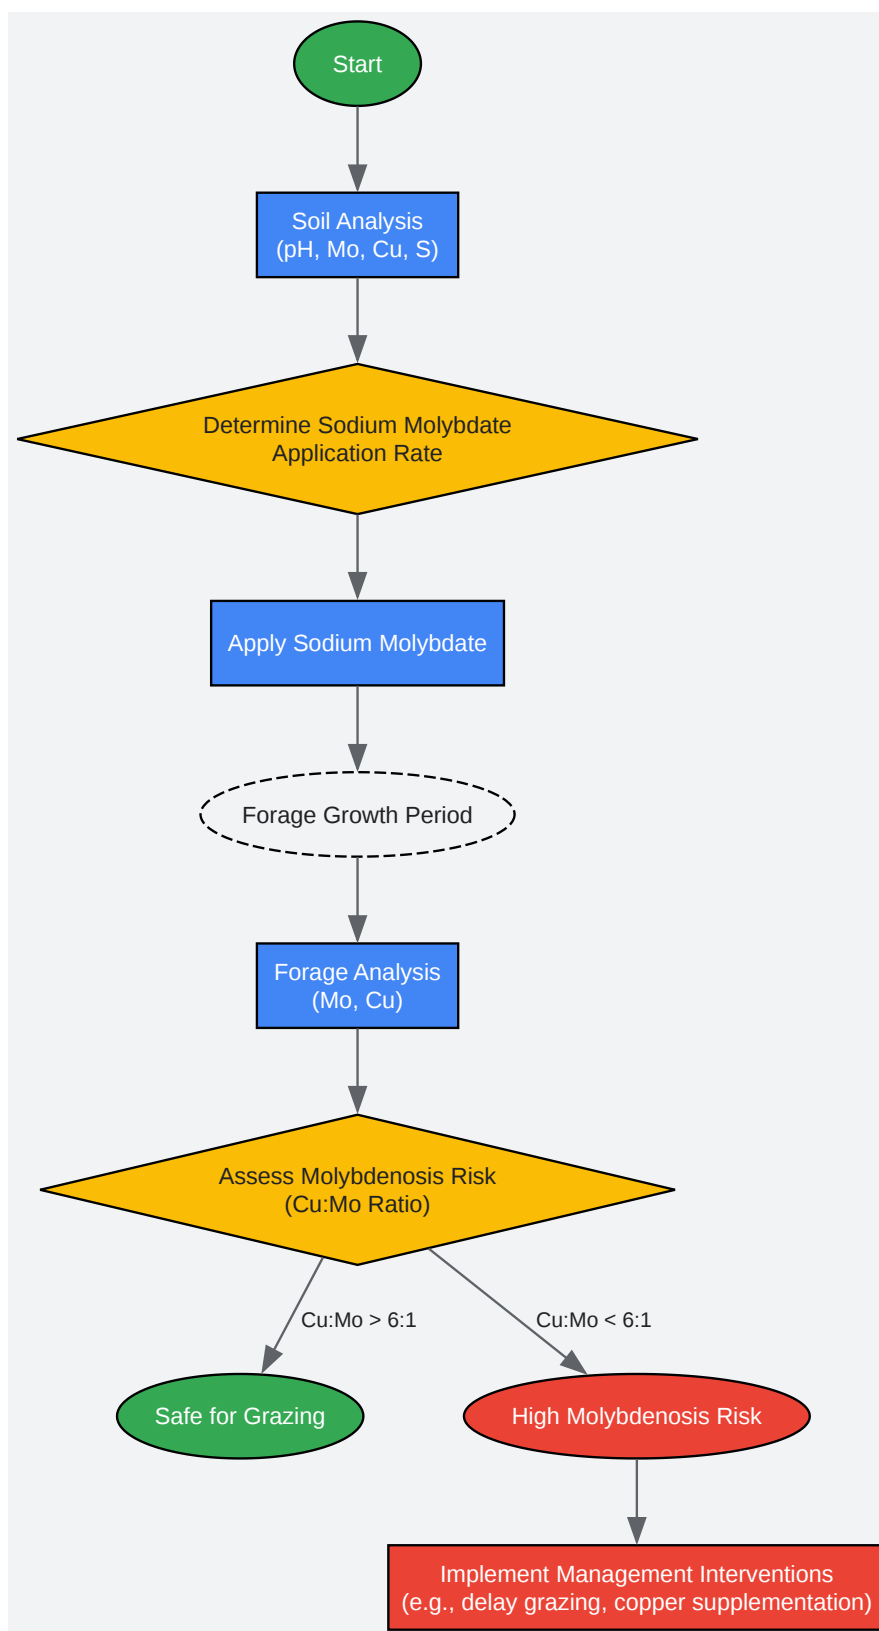 Start
Soil Analysis
(pH, Mo, Cu, S)
Determine Sodium Molybdate
Application Rate
Apply Sodium Molybdate
Forage Growth Period
Forage Analysis
(Mo, Cu)
Assess Molybdenosis Risk
(Cu:Mo Ratio)
Cu:Mo > 6:1
Cu:Mo < 6:1
Safe for Grazing
High Molybdenosis Risk
Implement Management Interventions
(e.g., delay grazing, copper supplementation)